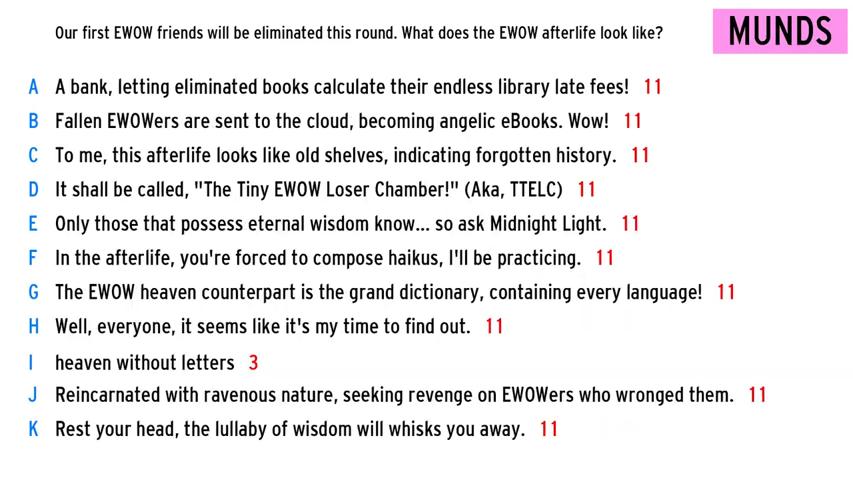 Our first EWOW friends will be eliminated this round. What does the EWOW afterlife look like?
MUNDS
A A bank, letting eliminated books calculate their endless library late fees! 11
B Fallen EWOWers are sent to the cloud, becoming angelic eBooks. Wow! 11
C To me, this afterlife looks like old shelves, indicating forgotten history. 11
D It shall be called, "The Tiny EWOW Loser Chamber!" (Aka, TTELC) 11
E Only those that possess eternal wisdom know... so ask Midnight Light. 11
F In the afterlife, you're forced to compose haikus, I'll be practicing. 11
G The EWOW heaven counterpart is the grand dictionary, containing every language! 11
H Well, everyone, it seems like it's my time to find out. 11
I heaven without letters 3
J Reincarnated with ravenous nature, seeking revenge on EWOWers who wronged them. 11
K Rest your head, the lullaby of wisdom will whisks you away. 11